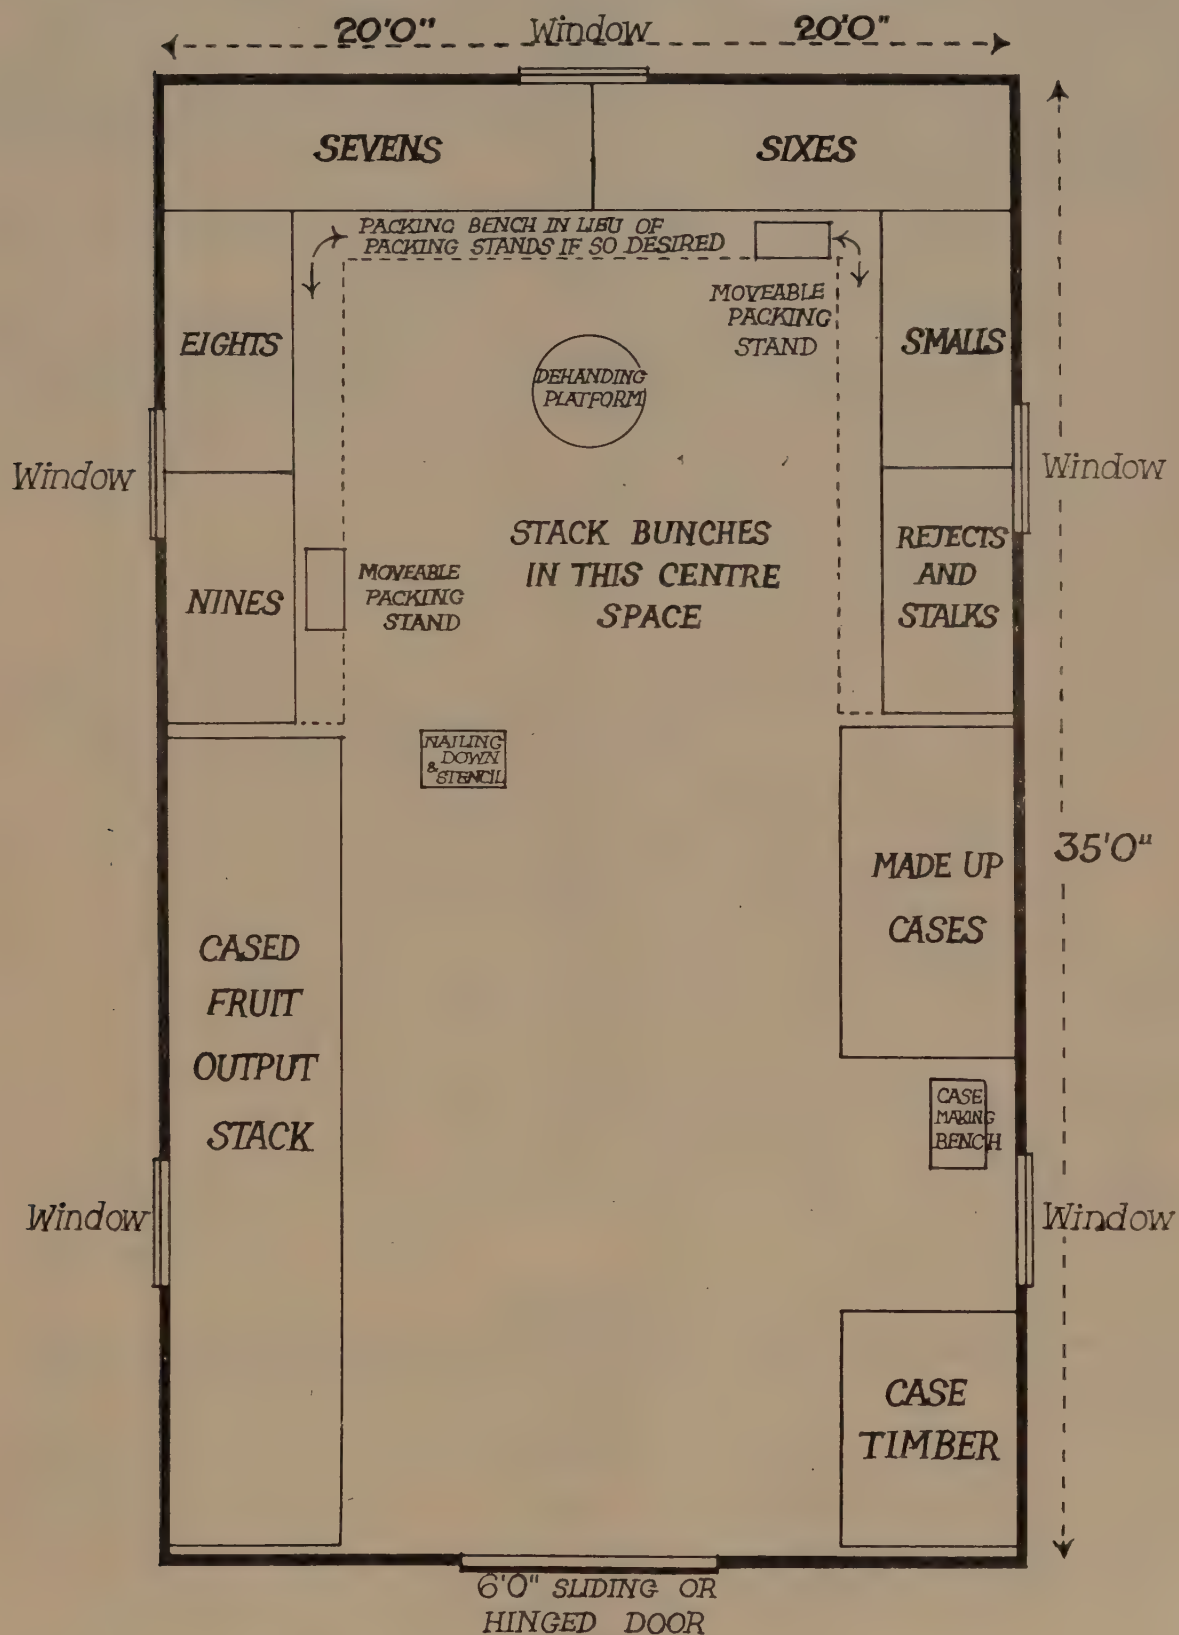 20'0" Window 20'0"
SEVENS
SIXES
PACKING BENCH IN LIEU OF
PACKING STANDS IF SO DESIRED
EIGHTS
MOVEABLE
PACKING
STAND
SMALLS
DEHANDING
PLATFORM
Window
Window
NINES
MOVEABLE
PACKING
STAND
STACK BUNCHES
IN THIS CENTRE
SPACE
REJECTS
AND
STALKS
NAILING
DOWN
& STENCIL
35'0"
MADE UP
CASES
CASED
FRUIT
OUTPUT
STACK
CASE
MAKING
BENCH
Window
Window
CASE
TIMBER
6'0" SLIDING OR
HINGED DOOR